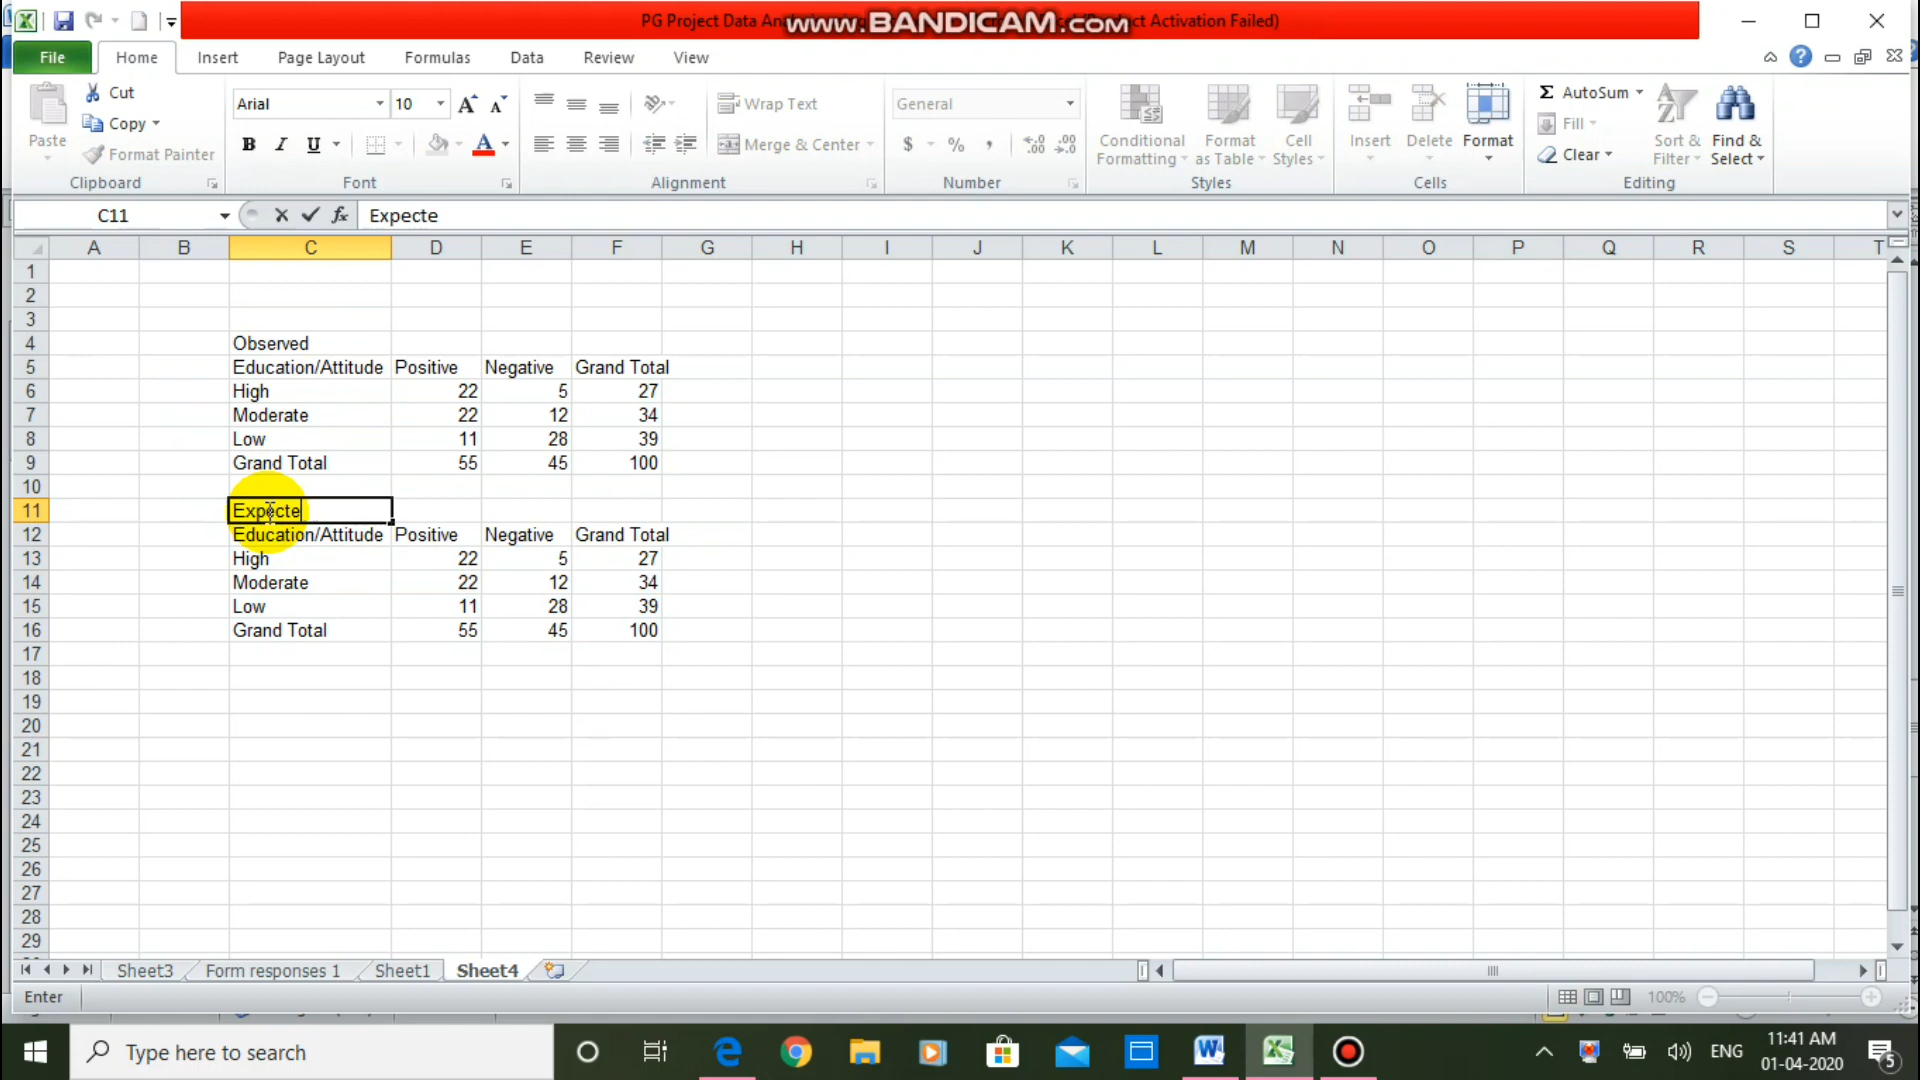 PG Project Data An
www.BANDICAM.com
ct Activation Failed)
File Home Insert Page Layout Formulas Data Review View
Paste Cut Copy Format Painter
Arial 10
B I U
Wrap Text
Merge & Center
General
$ %
Conditional Formatting
Format as Table
Cell Styles
Insert Delete Format
Σ AutoSum
Fill
Clear
Sort & Filter
Find & Select
Clipboard Font Alignment Number Styles Cells Editing
C11 fx Expecte
A B C D E F G H I J K L M N O P Q R S T
1
2
3
4 Observed
5 Education/Attitude Positive Negative Grand Total
6 High 22 5 27
7 Moderate 22 12 34
8 Low 11 28 39
9 Grand Total 55 45 100
10
11 Expecte
12 Education/Attitude Positive Negative Grand Total
13 High 22 5 27
14 Moderate 22 12 34
15 Low 11 28 39
16 Grand Total 55 45 100
17
18
19
20
21
22
23
24
25
26
27
28
29
Sheet3 Form responses 1 Sheet1 Sheet4
Enter 100%
Type here to search
ENG
11:41 AM
01-04-2020
5